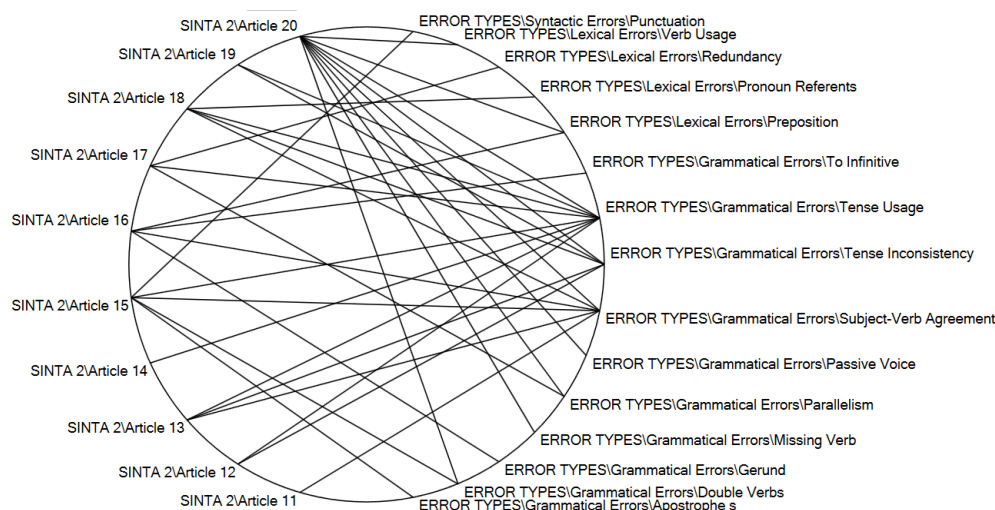 SINTA 2\Article 20
SINTA 2\Article 19
SINTA 2\Article 18
SINTA 2\Article 17
SINTA 2\Article 16
SINTA 2\Article 15
SINTA 2\Article 14
SINTA 2\Article 13
SINTA 2\Article 12
SINTA 2\Article 11
ERROR TYPES\Syntactic Errors\Punctuation
ERROR TYPES\Lexical Errors\Verb Usage
ERROR TYPES\Lexical Errors\Redundancy
ERROR TYPES\Lexical Errors\Pronoun Referents
ERROR TYPES\Lexical Errors\Preposition
ERROR TYPES\Grammatical Errors\To Infinitive
ERROR TYPES\Grammatical Errors\Tense Usage
ERROR TYPES\Grammatical Errors\Tense Inconsistency
ERROR TYPES\Grammatical Errors\Subject-Verb Agreement
ERROR TYPES\Grammatical Errors\Passive Voice
ERROR TYPES\Grammatical Errors\Parallelism
ERROR TYPES\Grammatical Errors\Missing Verb
ERROR TYPES\Grammatical Errors\Gerund
ERROR TYPES\Grammatical Errors\Double Verbs
ERROR TYPES\Grammatical Errors\Apostrophe s